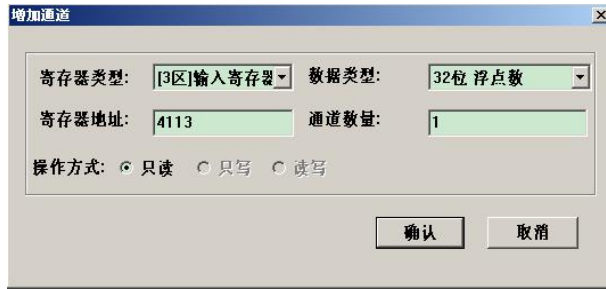 增加通道
寄存器类型: [3区]输入寄存器 数据类型: 32位 浮点数
寄存器地址: 4113 通道数量: 1
操作方式: 只读 只写 读写
确认 取消